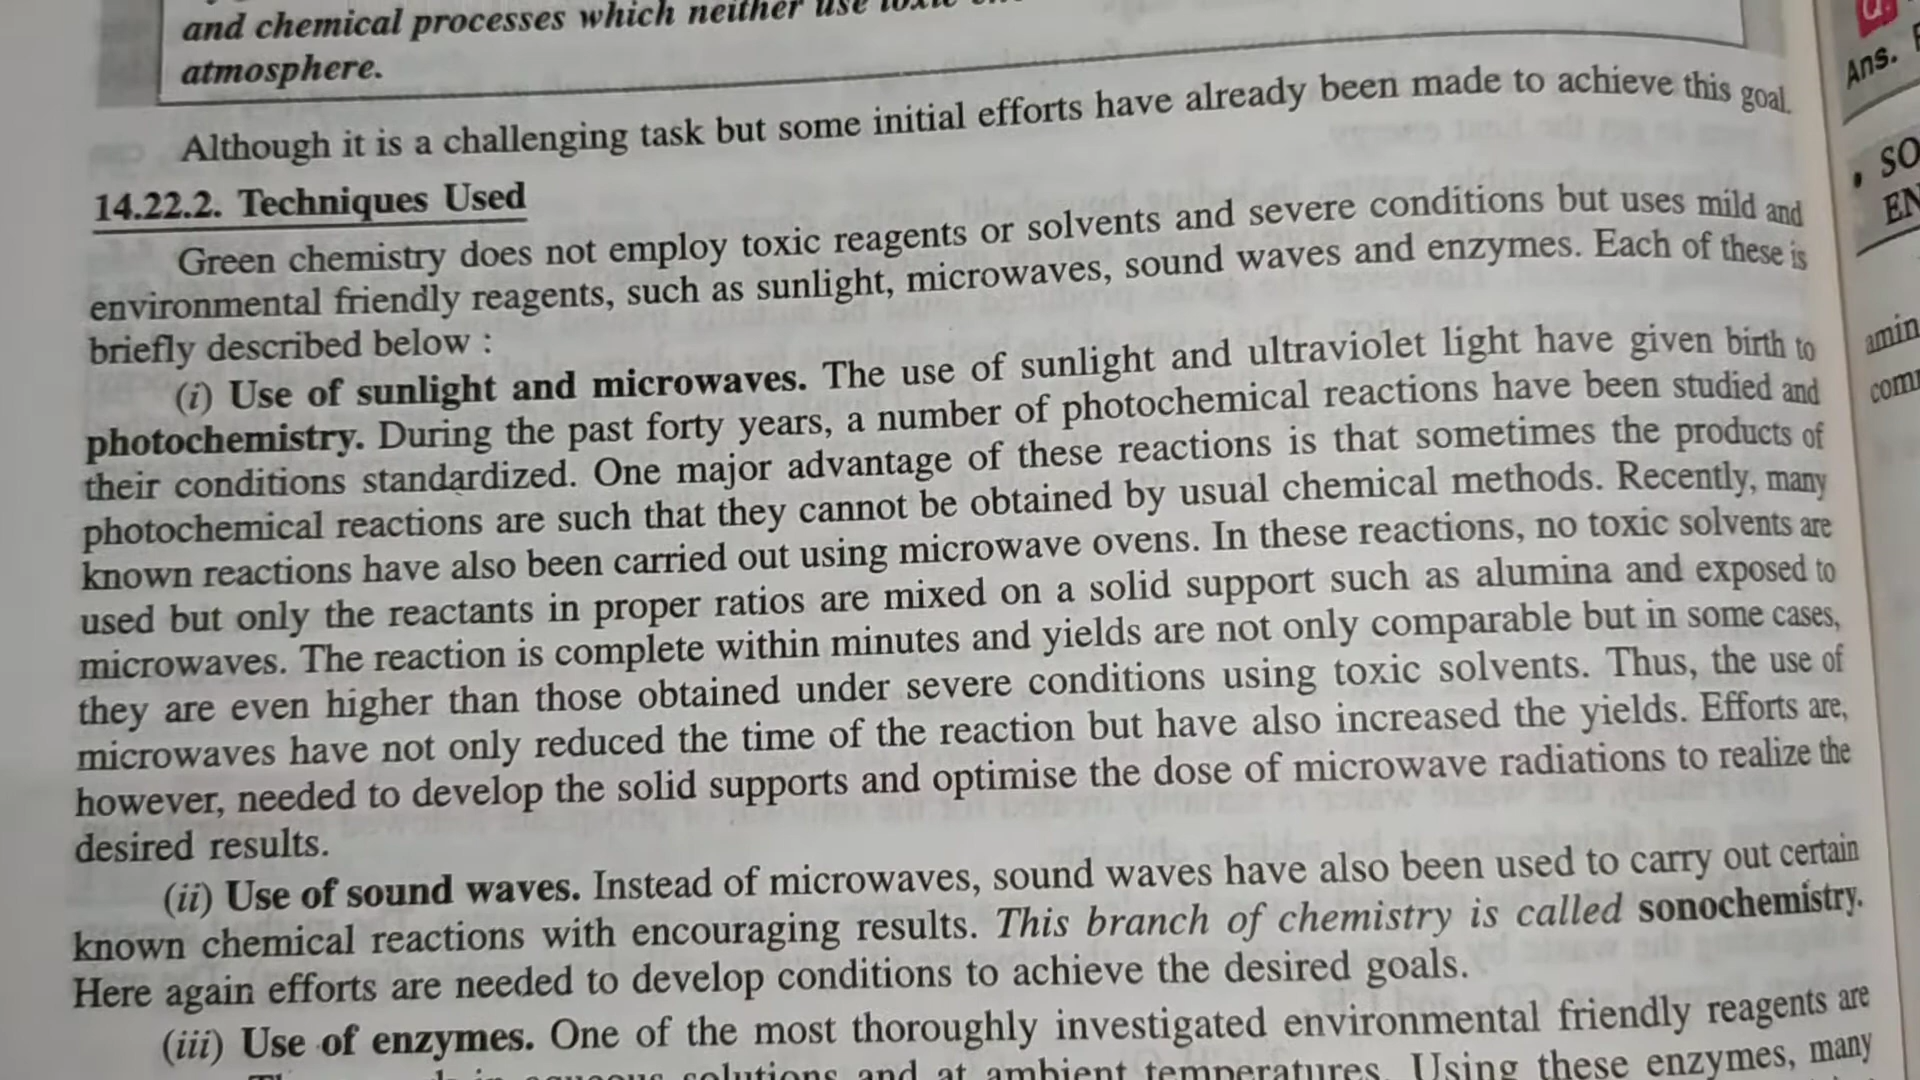 and chemical processes which neither use
atmosphere.
Although it is a challenging task but some initial efforts have already been made to achieve this goal.
14.22.2. Techniques Used
Green chemistry does not employ toxic reagents or solvents and severe conditions but uses mild and
environmental friendly reagents, such as sunlight, microwaves, sound waves and enzymes. Each of these is
briefly described below :
(i) Use of sunlight and microwaves. The use of sunlight and ultraviolet light have given birth to
photochemistry. During the past forty years, a number of photochemical reactions have been studied and
their conditions standardized. One major advantage of these reactions is that sometimes the products of
photochemical reactions are such that they cannot be obtained by usual chemical methods. Recently, many
known reactions have also been carried out using microwave ovens. In these reactions, no toxic solvents are
used but only the reactants in proper ratios are mixed on a solid support such as alumina and exposed to
microwaves. The reaction is complete within minutes and yields are not only comparable but in some cases,
they are even higher than those obtained under severe conditions using toxic solvents. Thus, the use of
microwaves have not only reduced the time of the reaction but have also increased the yields. Efforts are,
however, needed to develop the solid supports and optimise the dose of microwave radiations to realize the
desired results.
(ii) Use of sound waves. Instead of microwaves, sound waves have also been used to carry out certain
known chemical reactions with encouraging results. This branch of chemistry is called sonochemistry.
Here again efforts are needed to develop conditions to achieve the desired goals.
(iii) Use of enzymes. One of the most thoroughly investigated environmental friendly reagents are
aqueous solutions and at ambient temperatures. Using these enzymes, many
Ans.
SO
EN
amin
com